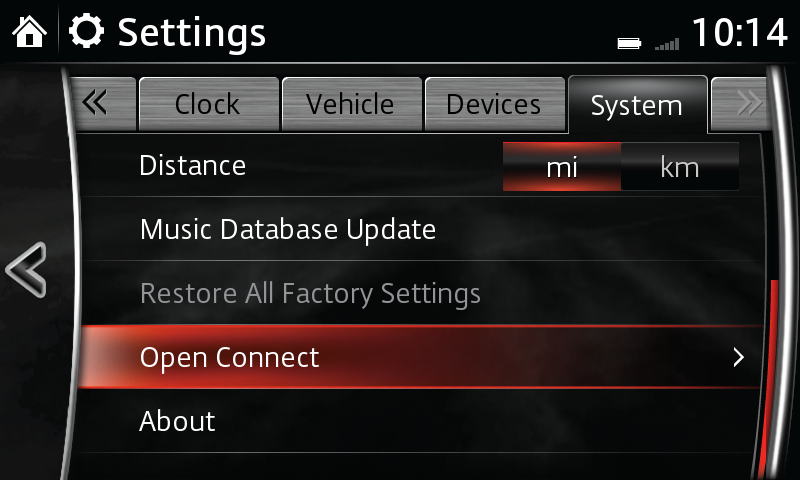 Settings 10:14
Clock Vehicle Devices System
Distance mi km
Music Database Update
Restore All Factory Settings
Open Connect
About